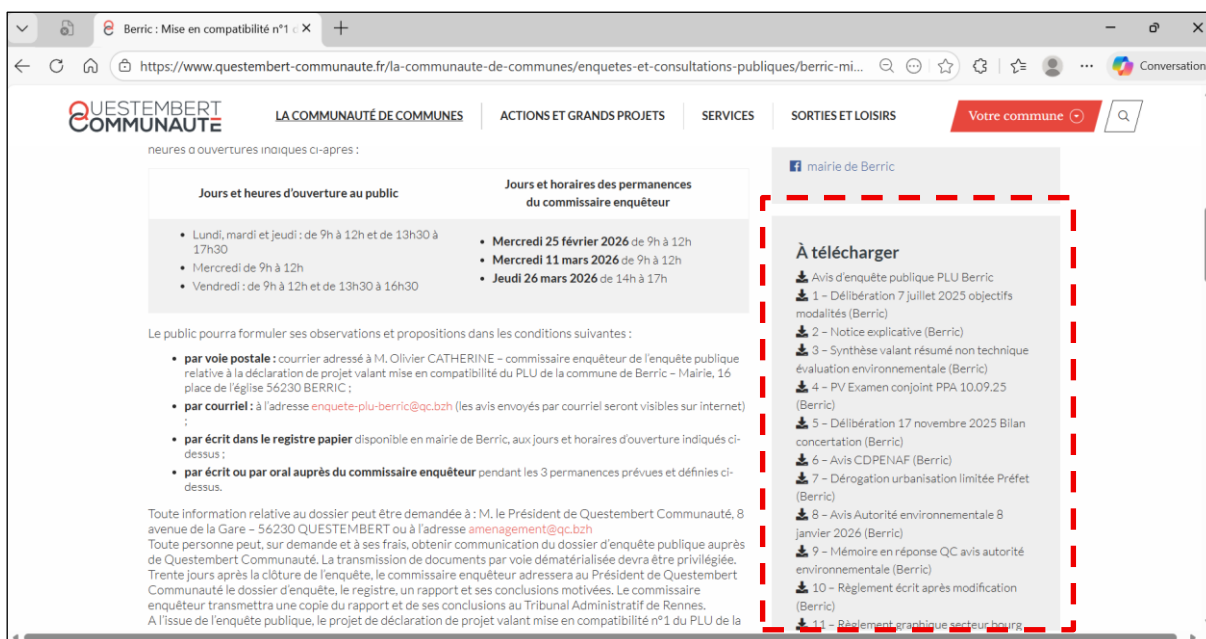 Berric : Mise en compatibilité n°1 c
https://www.questembert-communaute.fr/la-communaute-de-communes/enquetes-et-consultations-publiques/berric-mi...
Conversation
QUESTEMBERT
COMMUNAUTÉ
LA COMMUNAUTÉ DE COMMUNES
ACTIONS ET GRANDS PROJETS
SERVICES
SORTIES ET LOISIRS
Votre commune
heures d'ouvertures indiqués ci-après :
Jours et heures d'ouverture au public
Jours et horaires des permanences
du commissaire enquêteur
• Lundi, mardi et jeudi : de 9h à 12h et de 13h30 à
17h30
• Mercredi de 9h à 12h
• Vendredi : de 9h à 12h et de 13h30 à 16h30
• Mercredi 25 février 2026 de 9h à 12h
• Mercredi 11 mars 2026 de 9h à 12h
• Jeudi 26 mars 2026 de 14h à 17h
Le public pourra formuler ses observations et propositions dans les conditions suivantes :
• par voie postale : courrier adressé à M. Olivier CATHERINE – commissaire enquêteur de l'enquête publique
relative à la déclaration de projet valant mise en compatibilité du PLU de la commune de Berric – Mairie, 16
place de l'église 56230 BERRIC ;
• par courriel : à l'adresse enquete-plu-berric@qc.bzh (les avis envoyés par courriel seront visibles sur internet)
;
• par écrit dans le registre papier disponible en mairie de Berric, aux jours et horaires d'ouverture indiqués ci-
dessus ;
• par écrit ou par oral auprès du commissaire enquêteur pendant les 3 permanences prévues et définies ci-
dessus.
Toute information relative au dossier peut être demandée à : M. le Président de Questembert Communauté, 8
avenue de la Gare – 56230 QUESTEMBERT ou à l'adresse amenagement@qc.bzh
Toute personne peut, sur demande et à ses frais, obtenir communication du dossier d'enquête publique auprès
de Questembert Communauté. La transmission de documents par voie dématérialisée devra être privilégiée.
Trente jours après la clôture de l'enquête, le commissaire enquêteur adressera au Président de Questembert
Communauté le dossier d'enquête, le registre, un rapport et ses conclusions motivées. Le commissaire
enquêteur transmettra une copie du rapport et de ses conclusions au Tribunal Administratif de Rennes.
A l'issue de l'enquête publique, le projet de déclaration de projet valant mise en compatibilité n°1 du PLU de la
mairie de Berric
À télécharger
Avis d'enquête publique PLU Berric
1 – Délibération 7 juillet 2025 objectifs
modalités (Berric)
2 – Notice explicative (Berric)
3 – Synthèse valant résumé non technique
évaluation environnementale (Berric)
4 – PV Examen conjoint PPA 10.09.25
(Berric)
5 – Délibération 17 novembre 2025 Bilan
concertation (Berric)
6 – Avis CDPENAF (Berric)
7 – Dérogation urbanisation limitée Préfet
(Berric)
8 – Avis Autorité environnementale 8
janvier 2026 (Berric)
9 – Mémoire en réponse QC avis autorité
environnementale (Berric)
10 – Règlement écrit après modification
(Berric)
11 – Règlement graphique secteur bourg